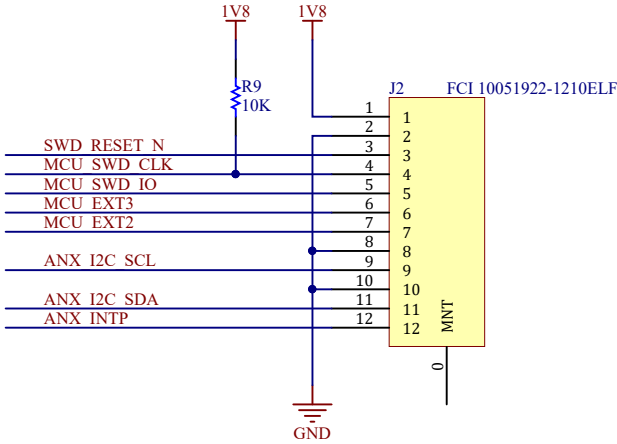 1V8 1V8
R9
10K
J2 FCI 10051922-1210ELF
1 1
2 2
SWD_RESET_N 3 3
MCU_SWD_CLK 4 4
MCU_SWD_IO 5 5
MCU_EXT3 6 6
MCU_EXT2 7 7
8 8
ANX_I2C_SCL 9 9
10 10
ANX_I2C_SDA 11 11
ANX_INTP 12 12
MNT
0
GND